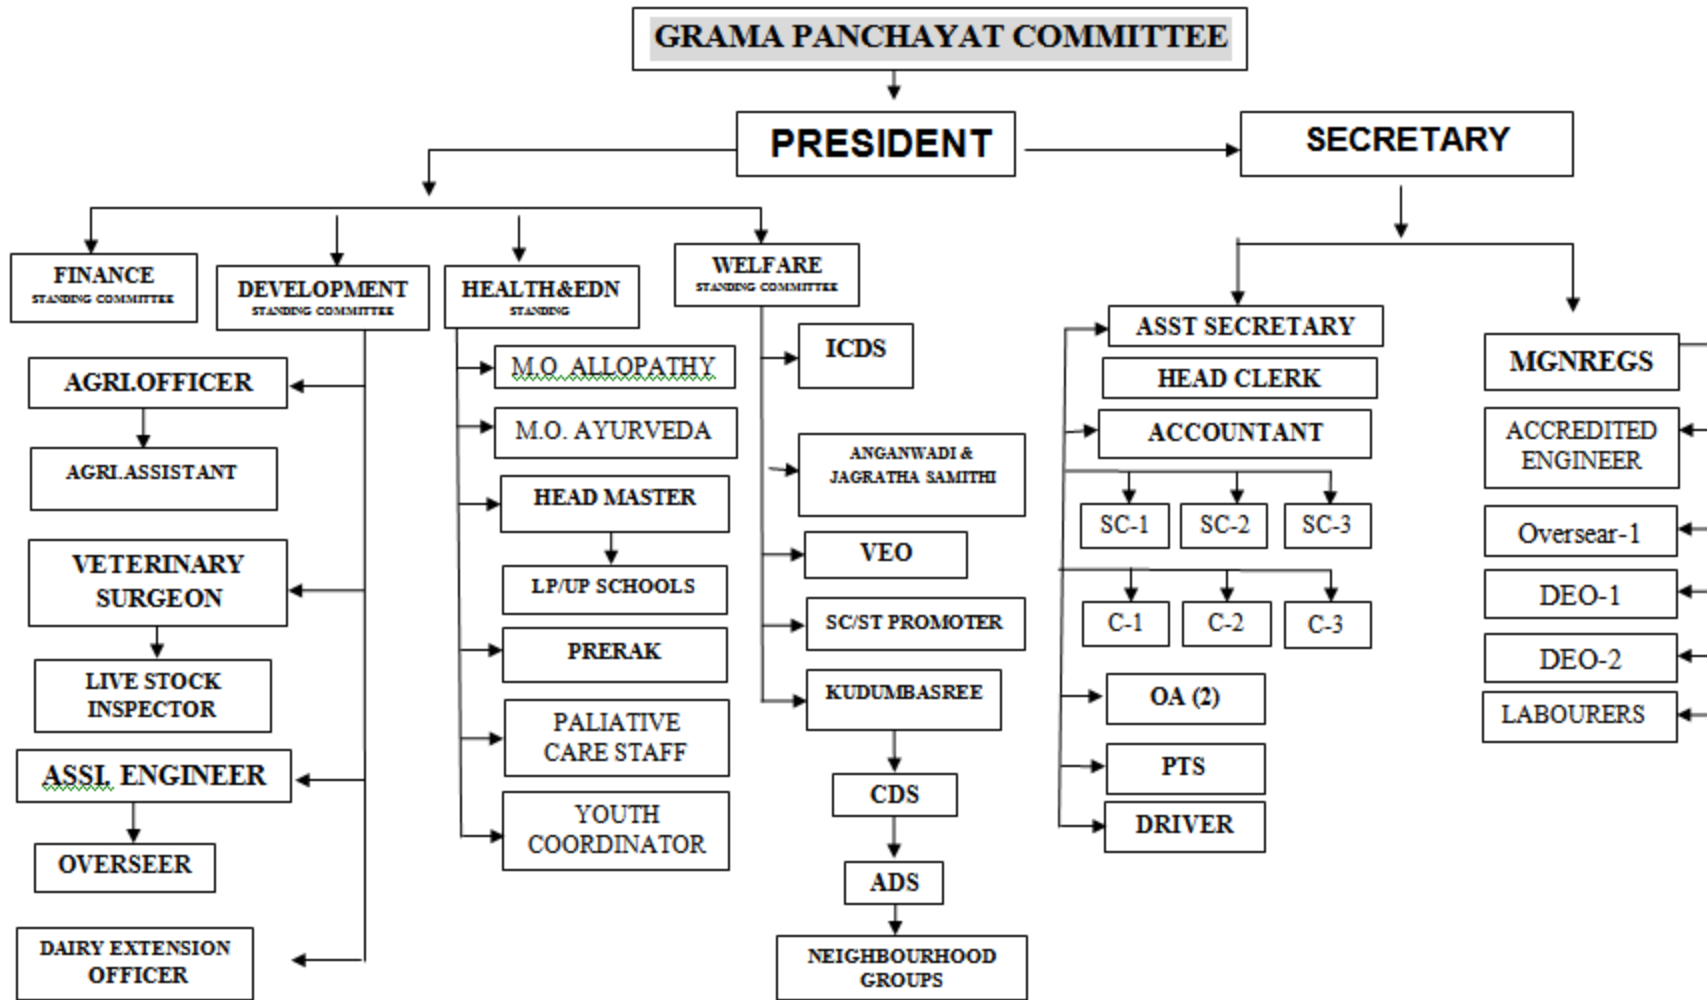 GRAMA PANCHAYAT COMMITTEE
PRESIDENT
SECRETARY
FINANCE
STANDING COMMITTEE
DEVELOPMENT
STANDING COMMITTEE
HEALTH&EDN
STANDING
WELFARE
STANDING COMMITTEE
AGRI.OFFICER
AGRI.ASSISTANT
VETERINARY
SURGEON
LIVE STOCK
INSPECTOR
ASSI. ENGINEER
OVERSEER
DAIRY EXTENSION
OFFICER
M.O ALLOPATHY
M.O. AYURVEDA
HEAD MASTER
LP/UP SCHOOLS
PRERAK
PALIATIVE
CARE STAFF
YOUTH
COORDINATOR
ICDS
ANGANWADI &
JAGRATHA SAMITHI
VEO
SC/ST PROMOTER
KUDUMBASREE
CDS
ADS
NEIGHBOURHOOD
GROUPS
ASST SECRETARY
HEAD CLERK
ACCOUNTANT
SC-1 SC-2 SC-3
C-1 C-2 C-3
OA (2)
PTS
DRIVER
MGNREGS
ACCREDITED
ENGINEER
Oversear-1
DEO-1
DEO-2
LABOURERS